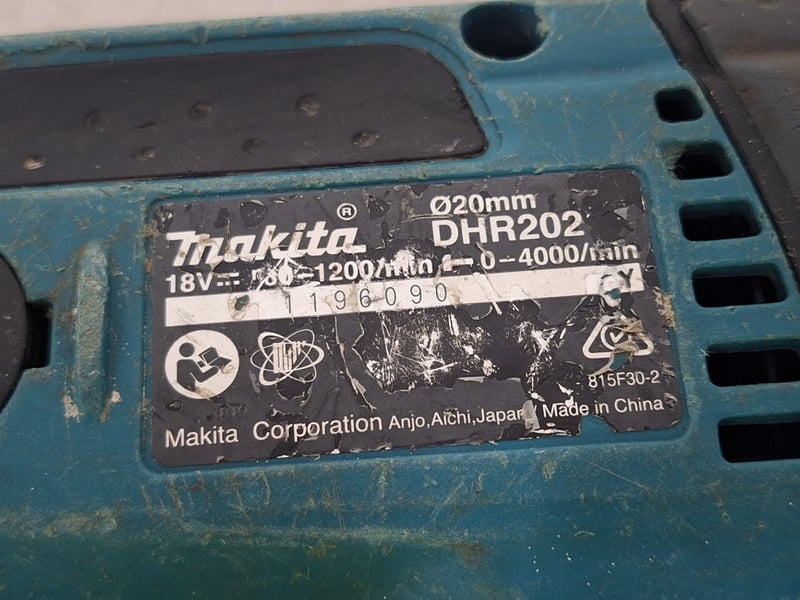 makita®
Ø20mm
DHR202
18V⎓ 0-1200/min 0-4000/min
1196090
Y
815F30-2
Makita Corporation Anjo,Aichi,Japan Made in China